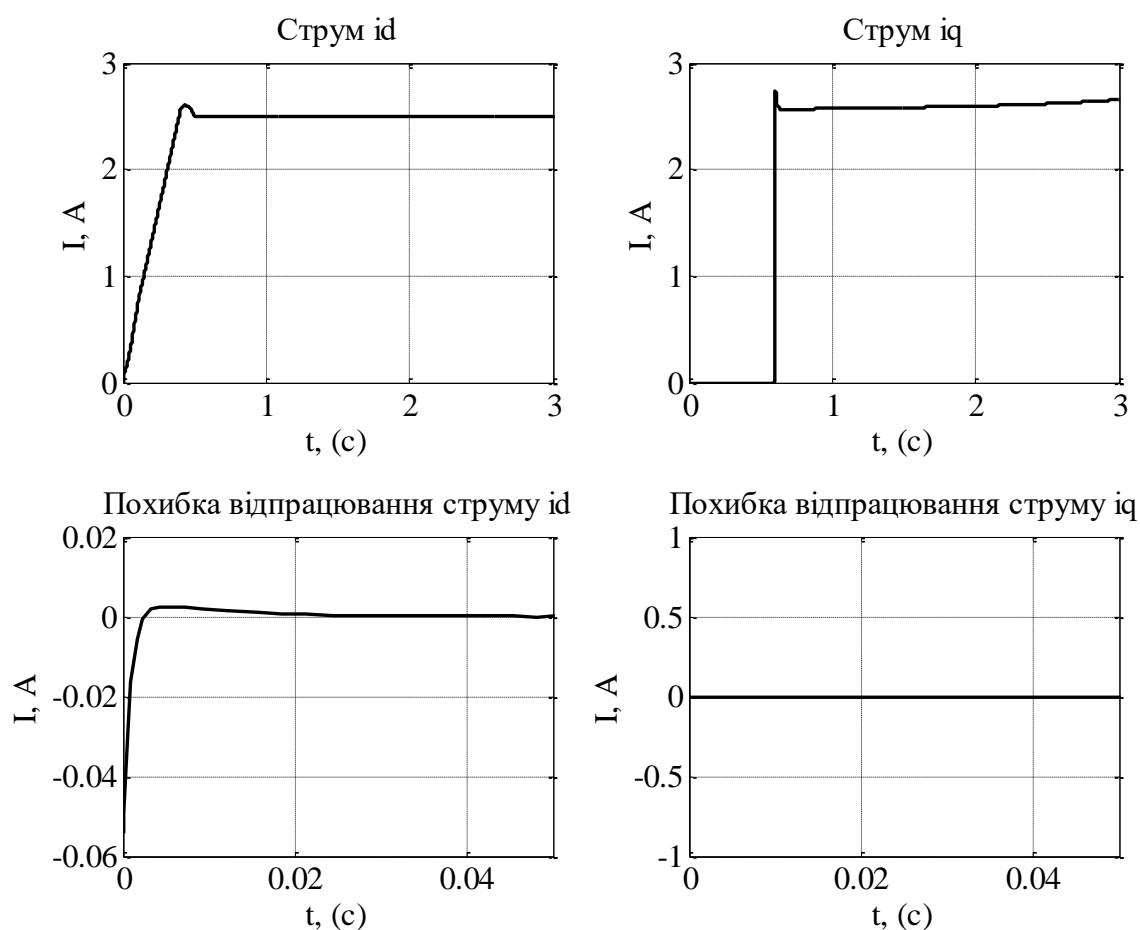 Струм id
3
2
1
0
I, A
0
1
2
3
t, (c)
Струм iq
3
2
1
0
I, A
0
1
2
3
t, (c)
Похибка відпрацювання струму id
0.02
0
-0.02
-0.04
-0.06
I, A
0
0.02
0.04
t, (c)
Похибка відпрацювання струму iq
1
0.5
0
-0.5
-1
I, A
0
0.02
0.04
t, (c)